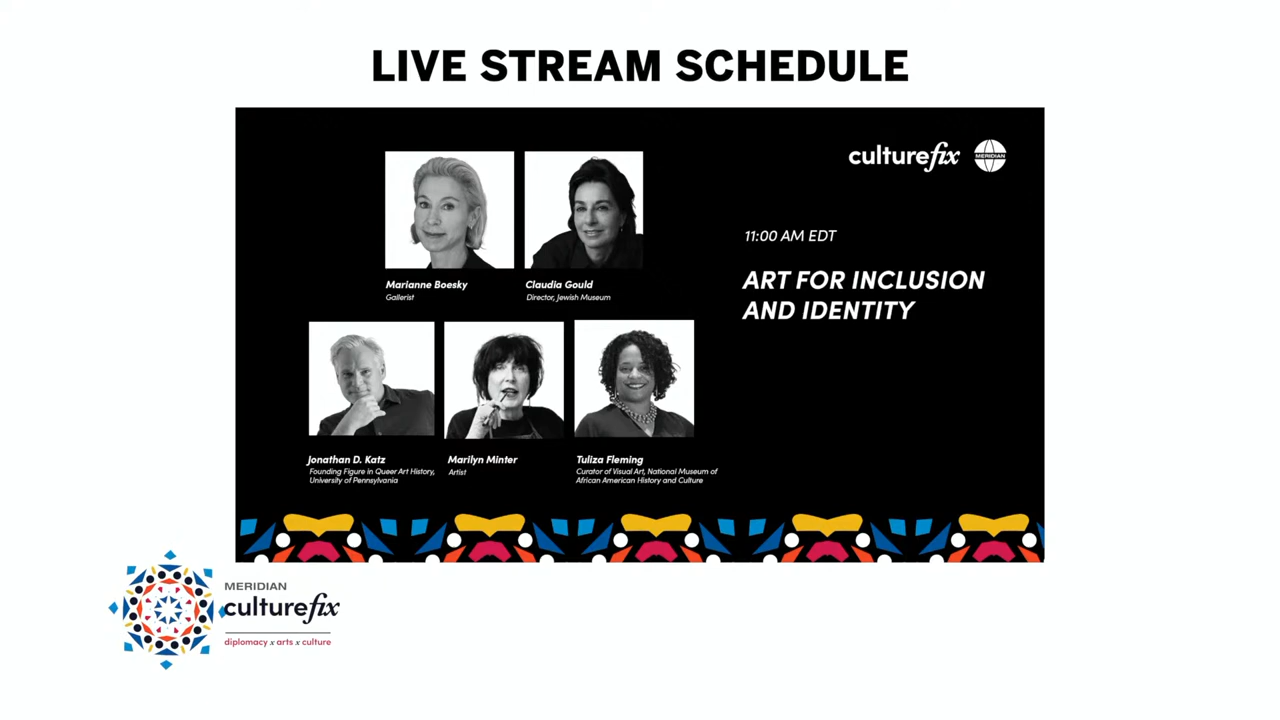 LIVE STREAM SCHEDULE
culturefix
MERIDIAN
11:00 AM EDT
ART FOR INCLUSION
AND IDENTITY
Marianne Boesky
Gallerist
Claudia Gould
Director, Jewish Museum
Jonathan D. Katz
Founding Figure in Queer Art History,
University of Pennsylvania
Marilyn Minter
Artist
Tuliza Fleming
Curator of Visual Art, National Museum of
African American History and Culture
MERIDIAN
culturefix
diplomacy x arts x culture